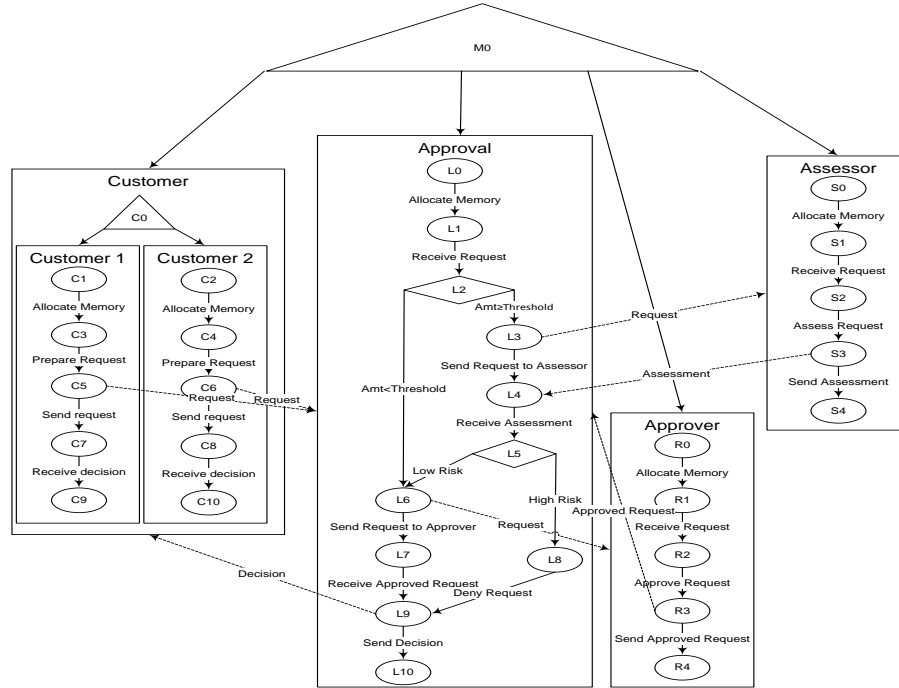 M0
Customer
C0
Customer 1
C1
Allocate Memory
C3
Prepare Request
C5
Send request
C7
Receive decision
C9
Customer 2
C2
Allocate Memory
C4
Prepare Request
C6
Send request
C8
Receive decision
C10
Request
Request
Decision
Approval
L0
Allocate Memory
L1
Receive Request
L2
Amt≥Threshold
Amt<Threshold
L3
Send Request to Assessor
L4
Receive Assessment
L5
Low Risk
High Risk
L6
Send Request to Approver
L7
Receive Approved Request
L8
Deny Request
L9
Send Decision
L10
Request
Assessment
Request
Approved Request
Approver
R0
Allocate Memory
R1
Receive Request
R2
Approve Request
R3
Send Approved Request
R4
Assessor
S0
Allocate Memory
S1
Receive Request
S2
Assess Request
S3
Send Assessment
S4